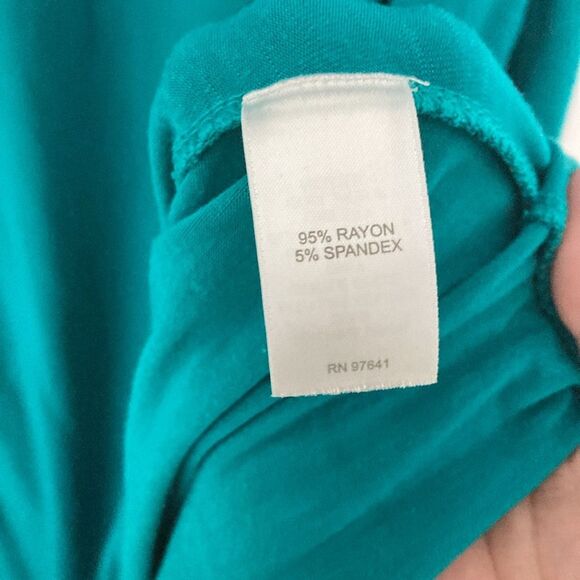 95% RAYON
5% SPANDEX
RN 97641